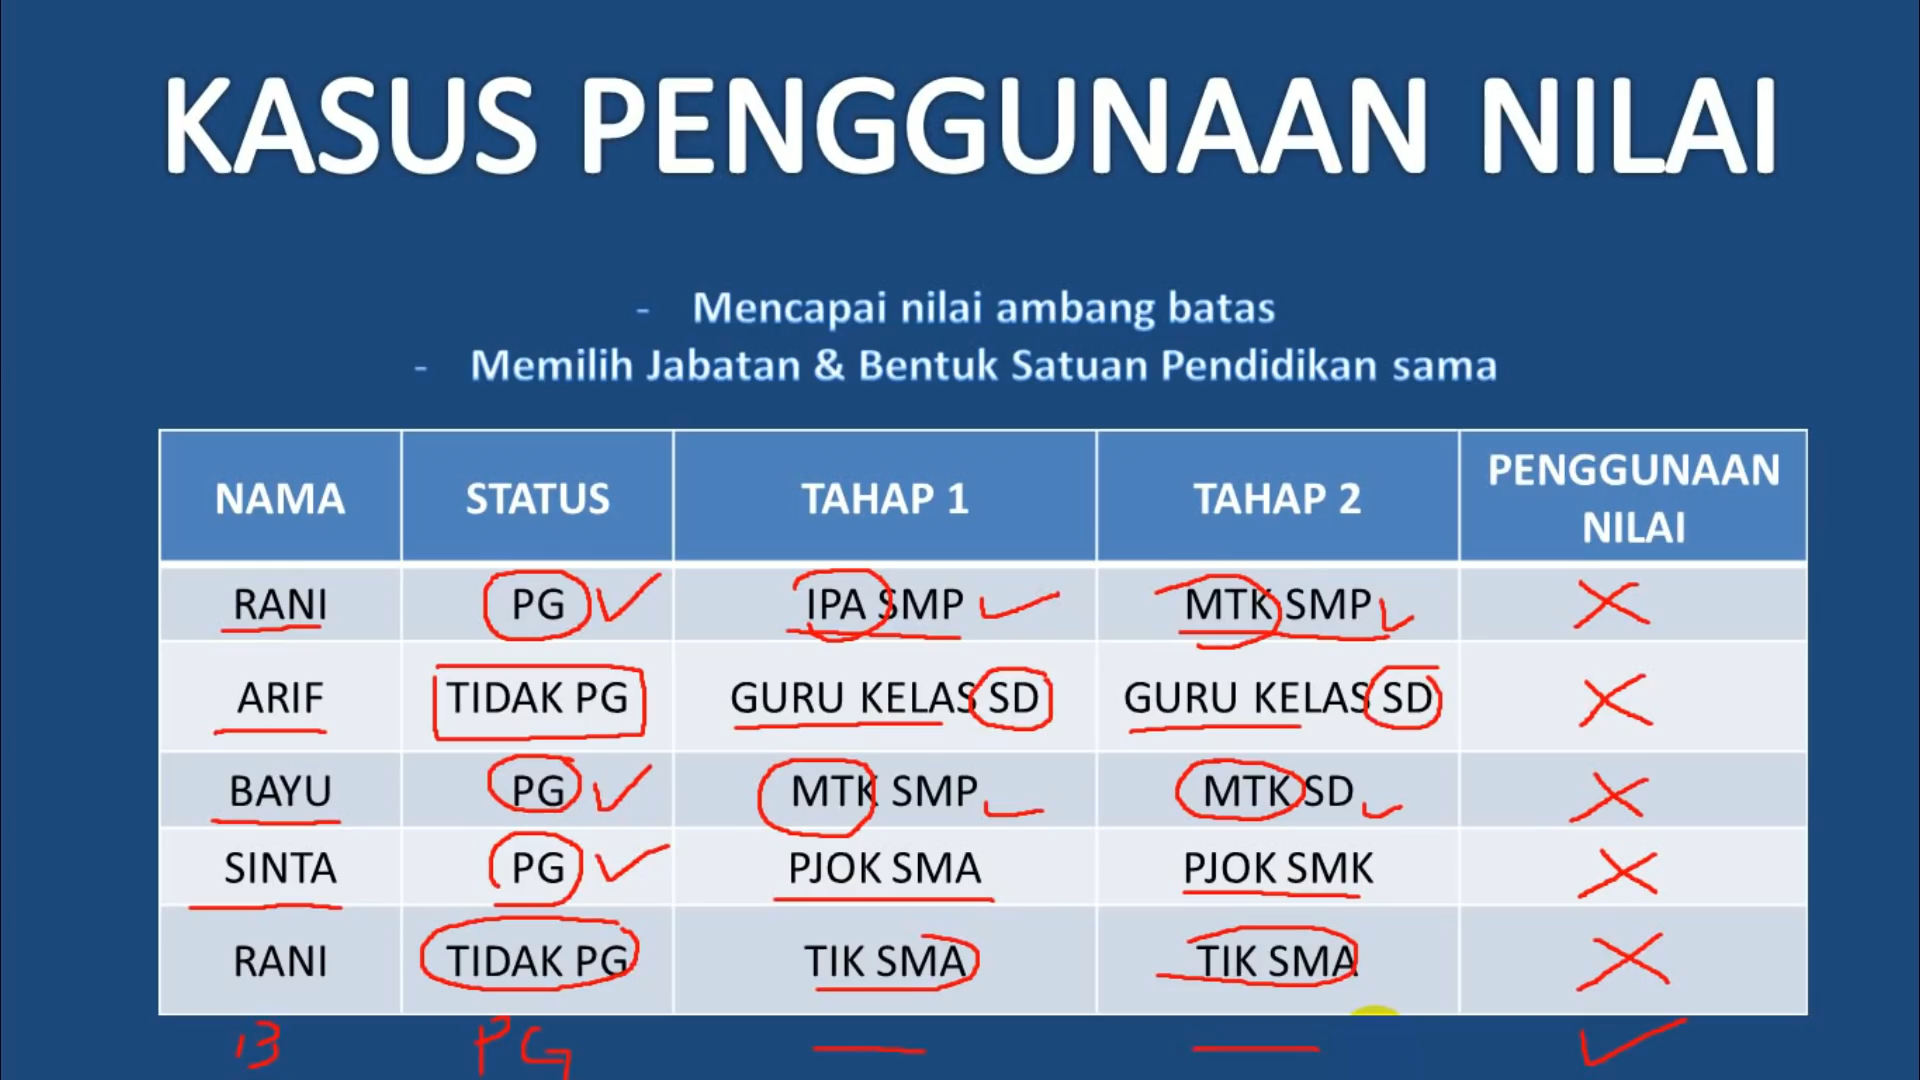 KASUS PENGGUNAAN NILAI
- Mencapai nilai ambang batas
- Memilih Jabatan & Bentuk Satuan Pendidikan sama
NAMA STATUS TAHAP 1 TAHAP 2 PENGGUNAAN NILAI
RANI PG IPA SMP MTK SMP
ARIF TIDAK PG GURU KELAS SD GURU KELAS SD
BAYU PG MTK SMP MTK SD
SINTA PG PJOK SMA PJOK SMK
RANI TIDAK PG TIK SMA TIK SMA
PG